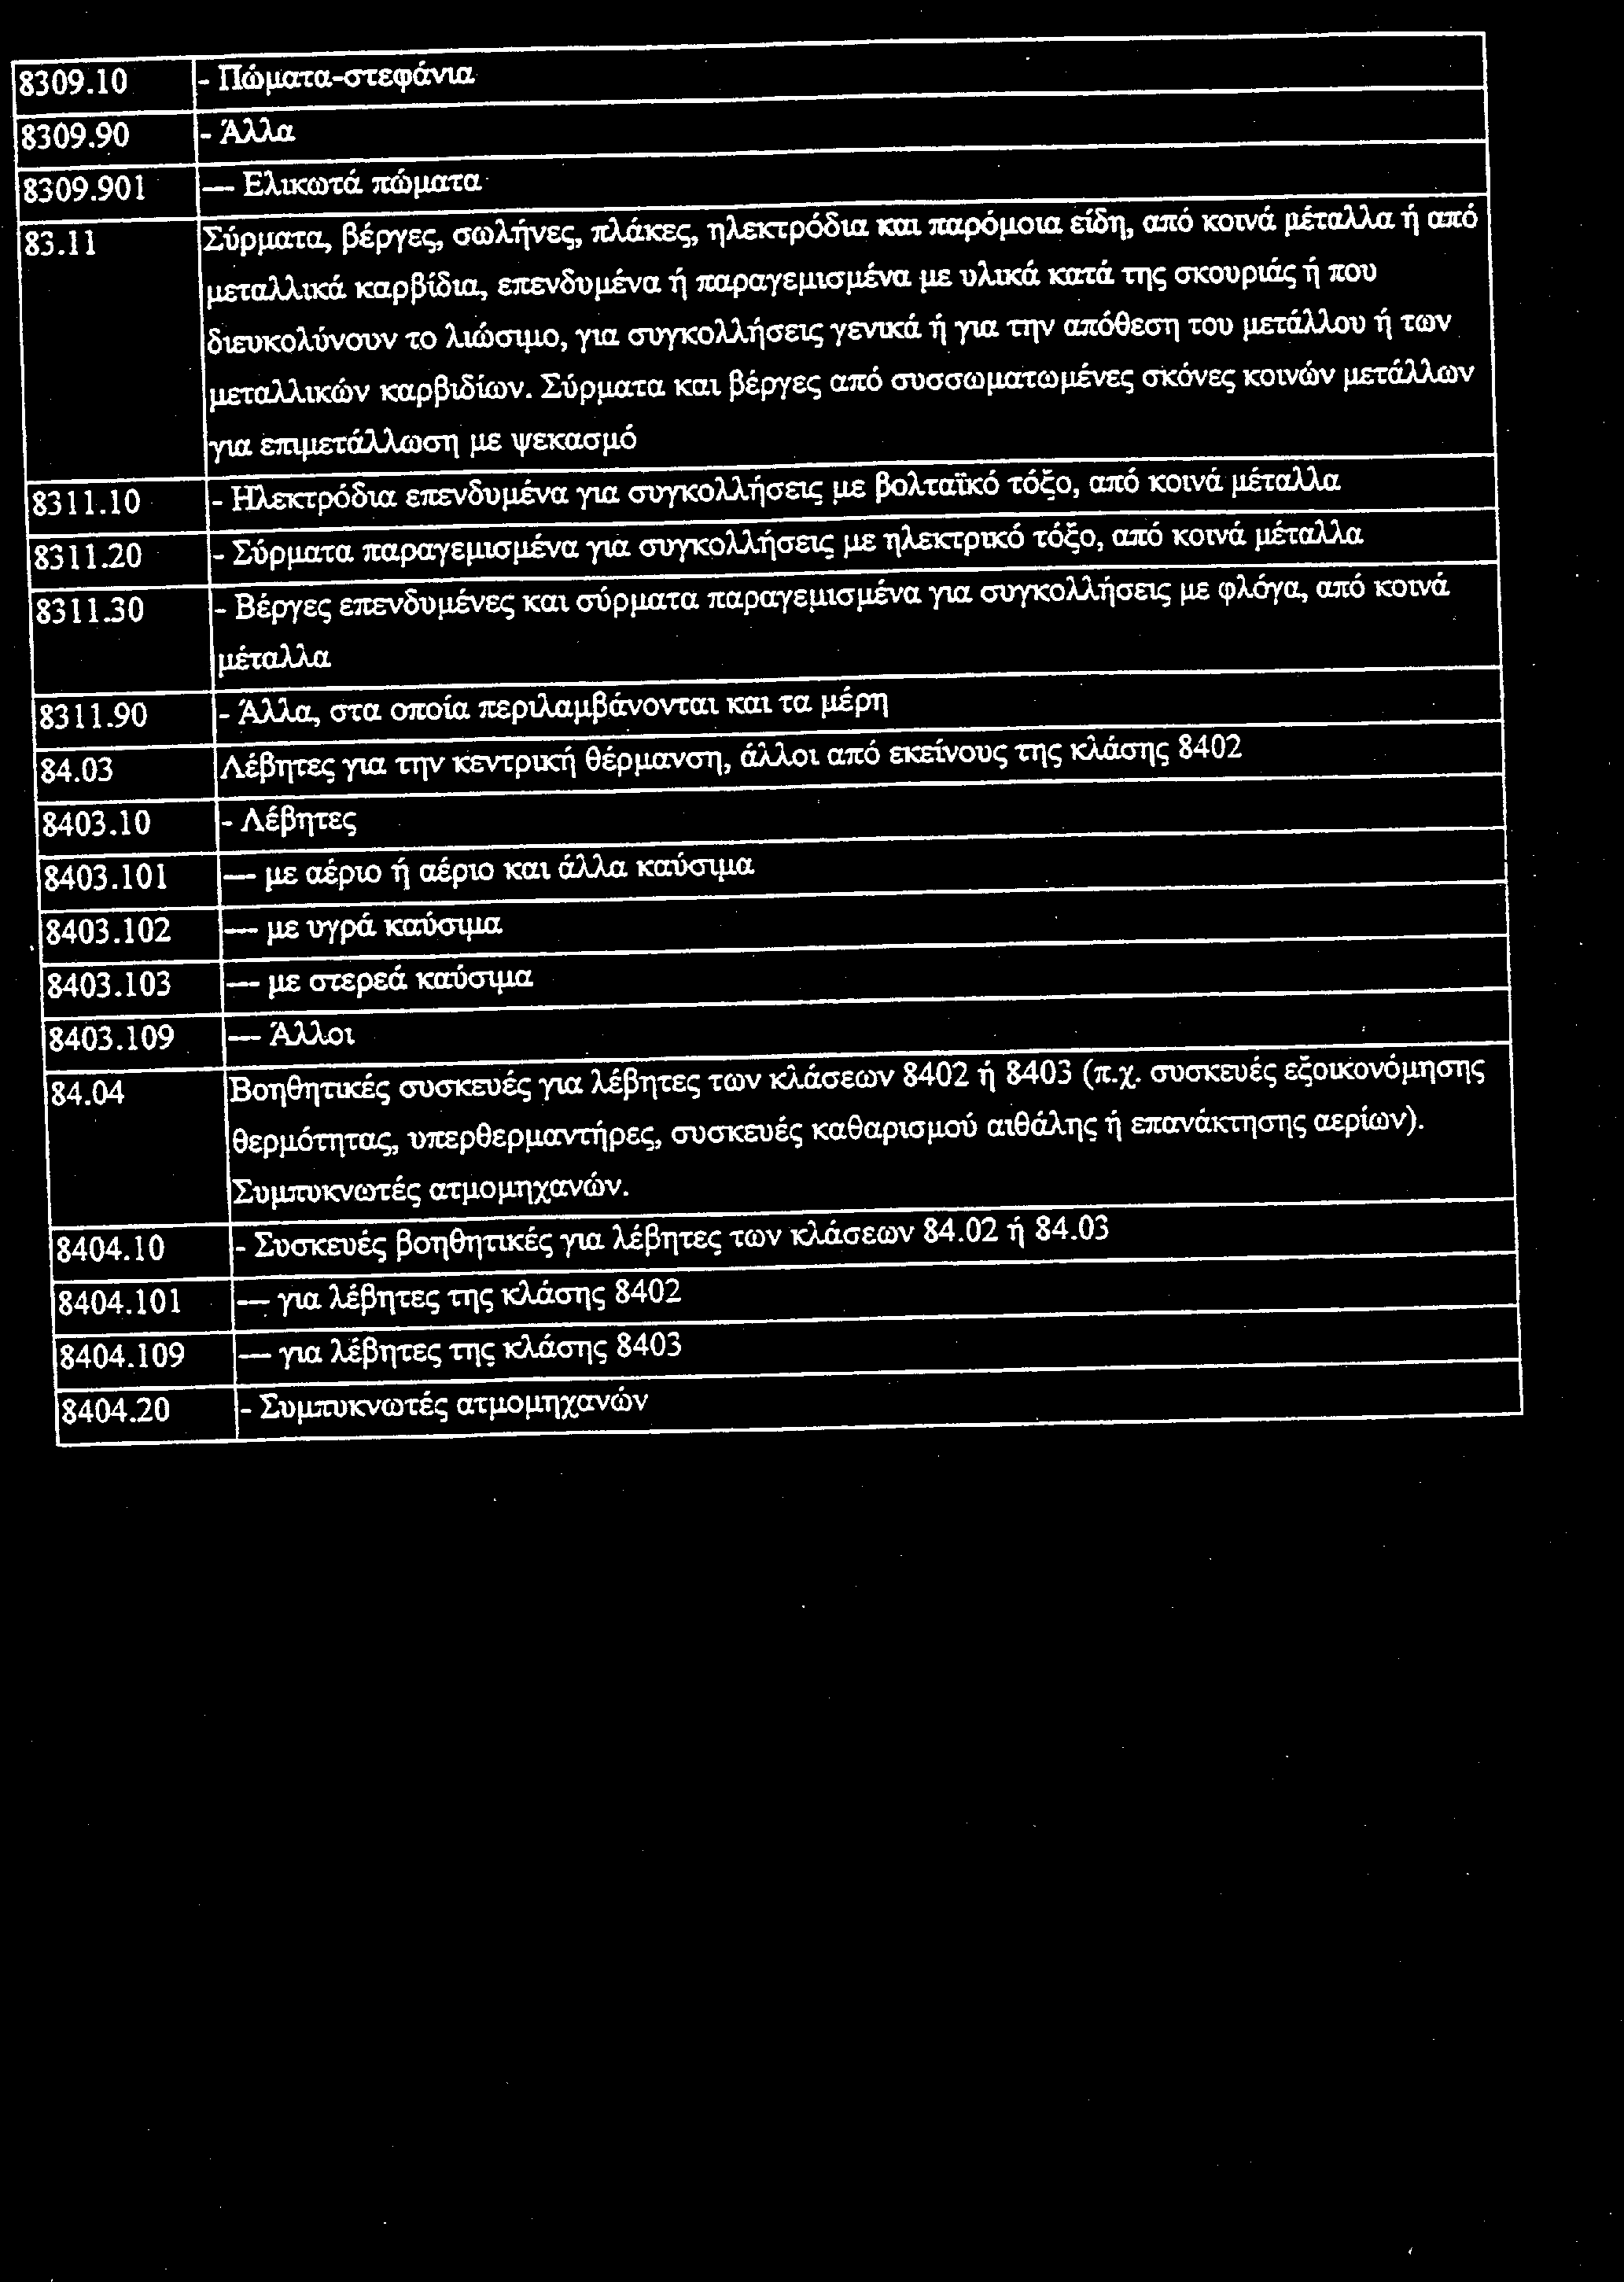 8309.10 - Πώματα-στεφάνια
8309.90 - Άλλα
8309.901 — Ελικωτά πώματα
83.11 Σύρματα, βέργες, σωλήνες, πλάκες, ηλεκτρόδια και παρόμοια είδη, από κοινά μέταλλα ή από
μεταλλικά καρβίδια, επενδυμένα ή παραγεμισμένα με υλικά κατά της σκουριάς ή που
διευκολύνουν το λιώσιμο, για συγκολλήσεις γενικά ή για την απόθεση του μετάλλου ή των
μεταλλικών καρβιδίων. Σύρματα και βέργες από συσσωματωμένες σκόνες κοινών μετάλλων
για επιμετάλλωση με ψεκασμό
8311.10 - Ηλεκτρόδια επενδυμένα για συγκολλήσεις με βολταϊκό τόξο, από κοινά μέταλλα
8311.20 - Σύρματα παραγεμισμένα για συγκολλήσεις με ηλεκτρικό τόξο, από κοινά μέταλλα
8311.30 - Βέργες επενδυμένες και σύρματα παραγεμισμένα για συγκολλήσεις με φλόγα, από κοινά
μέταλλα
8311.90 - Άλλα, στα οποία περιλαμβάνονται και τα μέρη
84.03 Λέβητες για την κεντρική θέρμανση, άλλοι από εκείνους της κλάσης 8402
8403.10 - Λέβητες
8403.101 — με αέριο ή αέριο και άλλα καύσιμα
8403.102 — με υγρά καύσιμα
8403.103 — με στερεά καύσιμα
8403.109 — Άλλοι
84.04 Βοηθητικές συσκευές για λέβητες των κλάσεων 8402 ή 8403 (π.χ. συσκευές εξοικονόμησης
θερμότητας, υπερθερμαντήρες, συσκευές καθαρισμού αιθάλης ή επανάκτησης αερίων).
Συμπυκνωτές ατμομηχανών.
8404.10 - Συσκευές βοηθητικές για λέβητες των κλάσεων 84.02 ή 84.03
8404.101 — για λέβητες της κλάσης 8402
8404.109 — για λέβητες της κλάσης 8403
8404.20 - Συμπυκνωτές ατμομηχανών